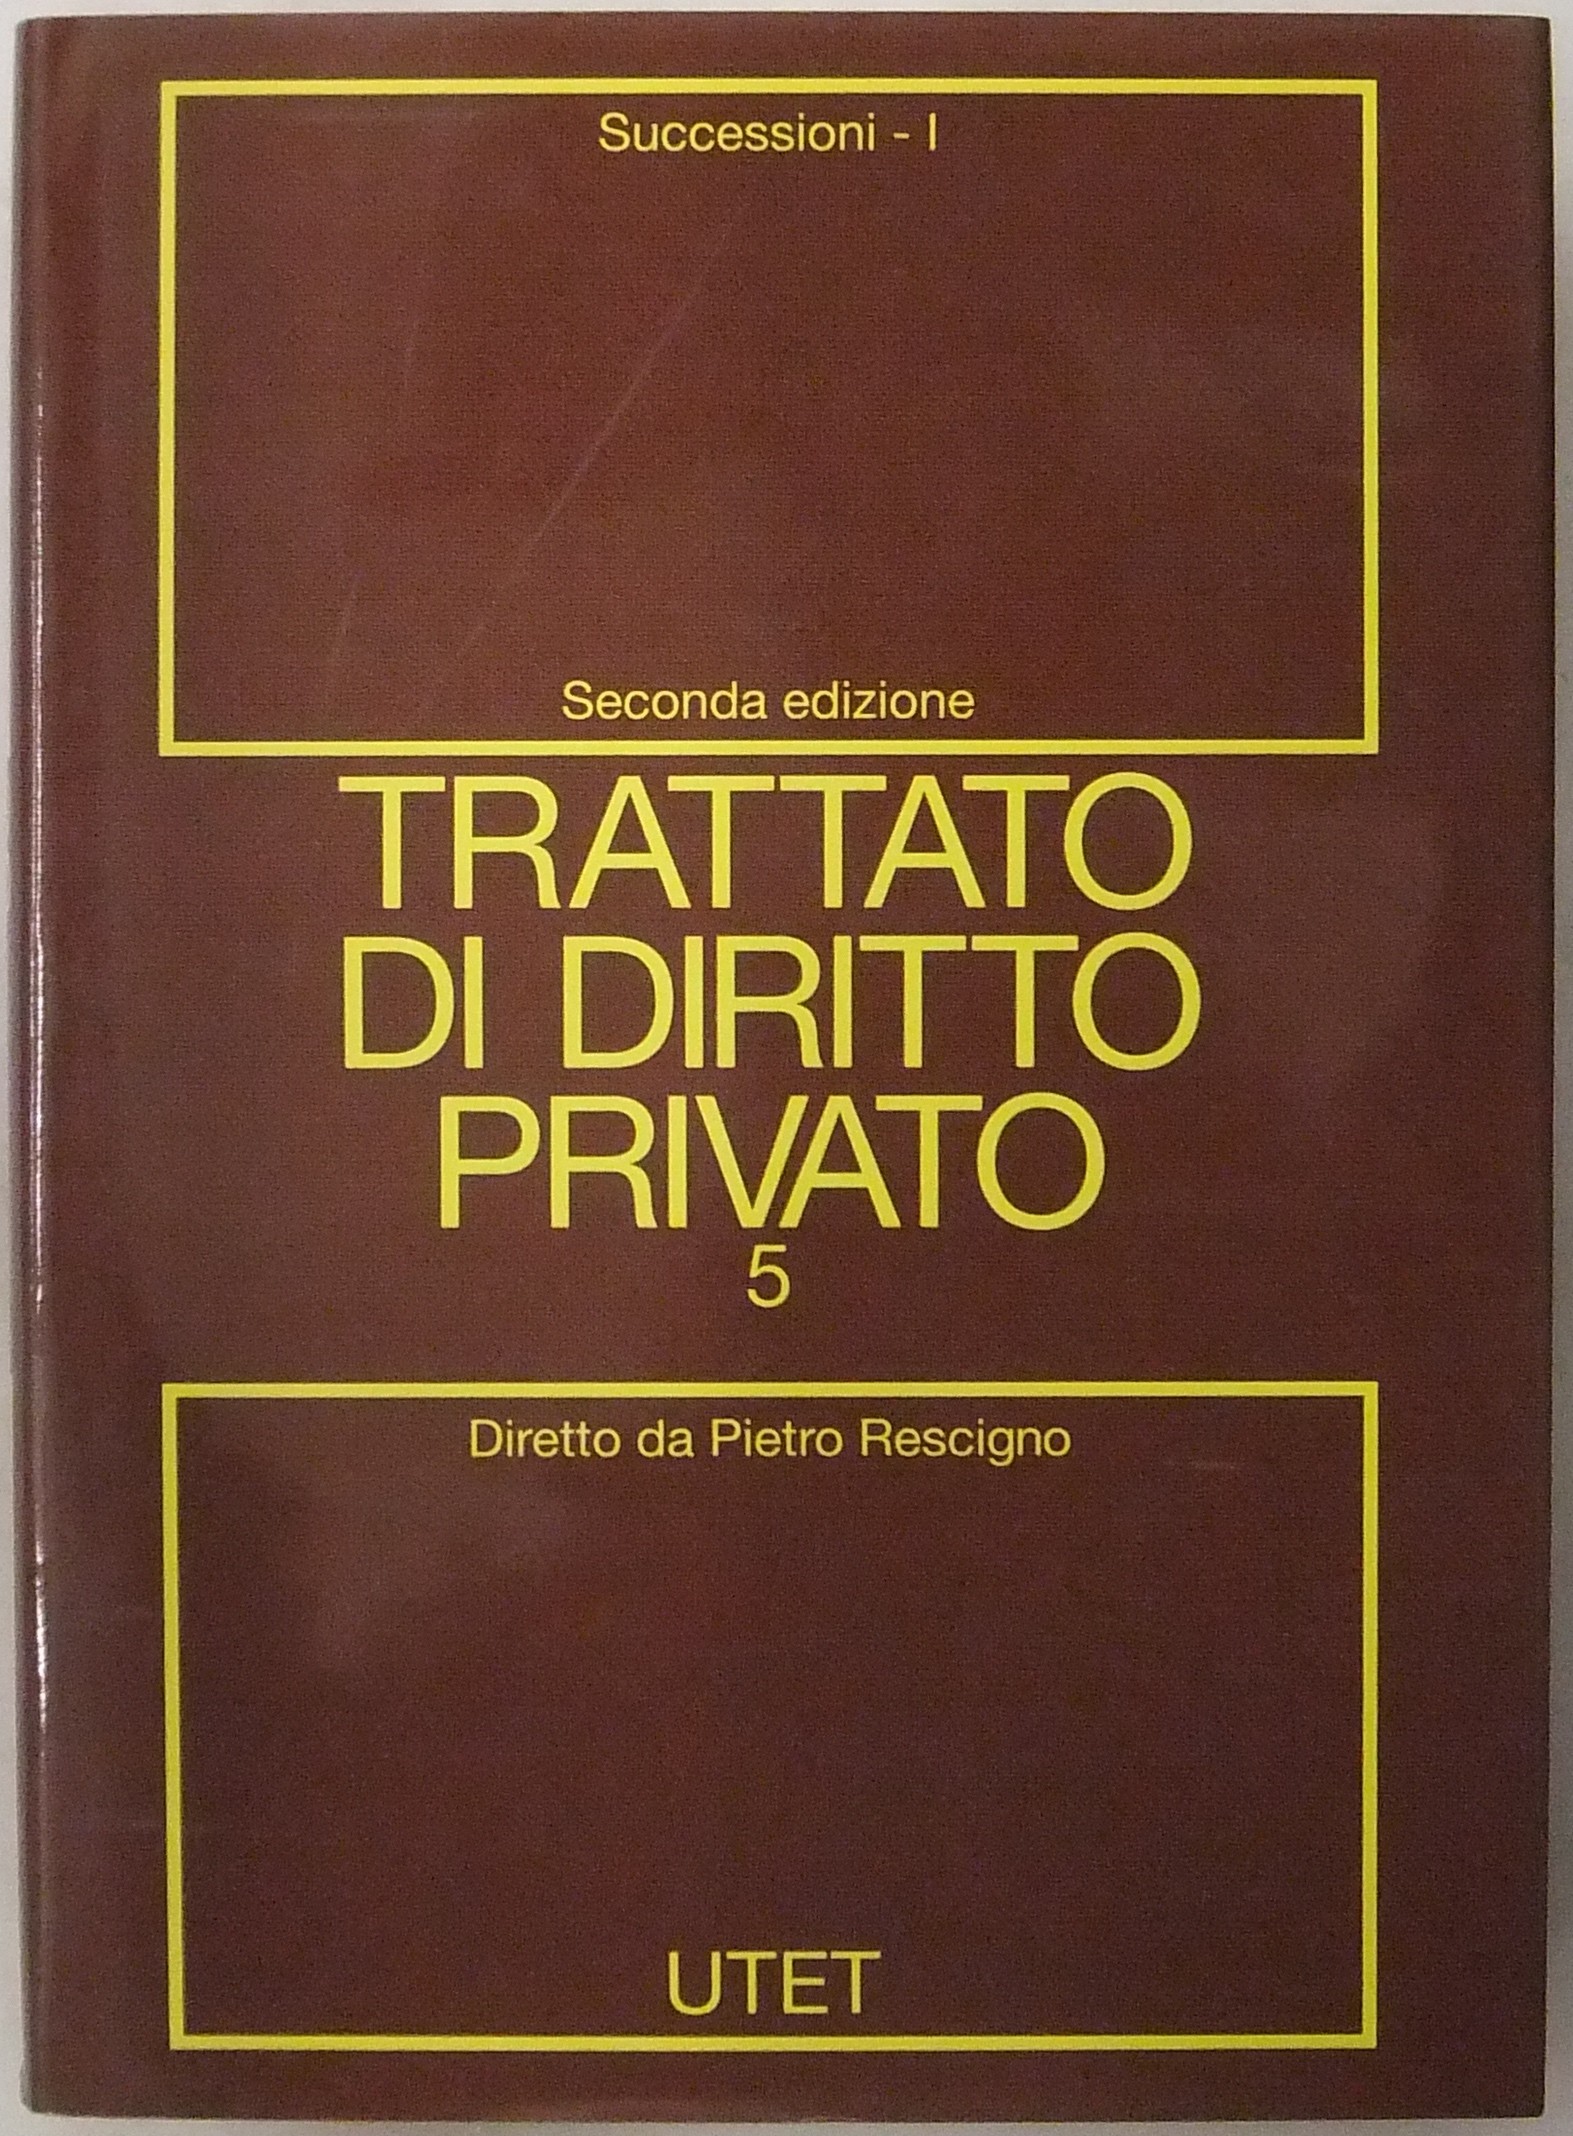 Successioni - I
Seconda edizione
TRATTATO
DI DIRITTO
PRIVATO
5
Diretto da Pietro Rescigno
UTET